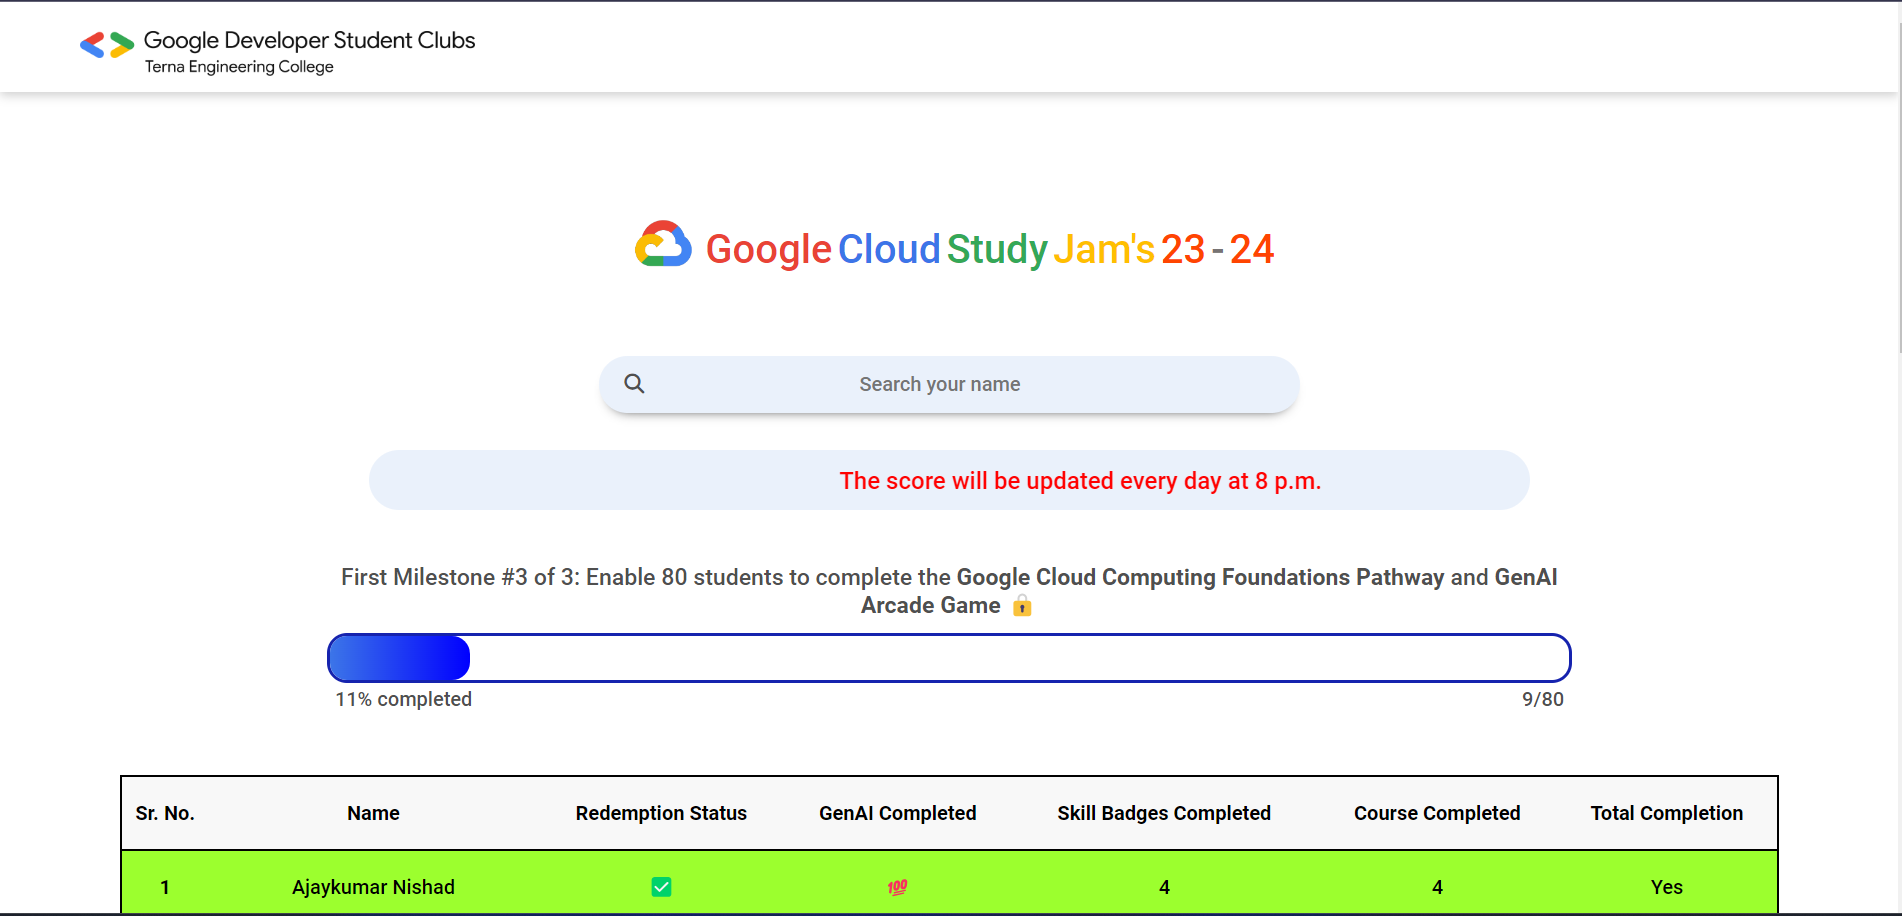 Google Developer Student Clubs
Terna Engineering College
Google Cloud Study Jam's 23 - 24
Search your name
The score will be updated every day at 8 p.m.
First Milestone #3 of 3: Enable 80 students to complete the Google Cloud Computing Foundations Pathway and GenAI
Arcade Game 🔒
11% completed 9/80
Sr. No. Name Redemption Status GenAI Completed Skill Badges Completed Course Completed Total Completion
1 Ajaykumar Nishad ✅ 💯 4 4 Yes